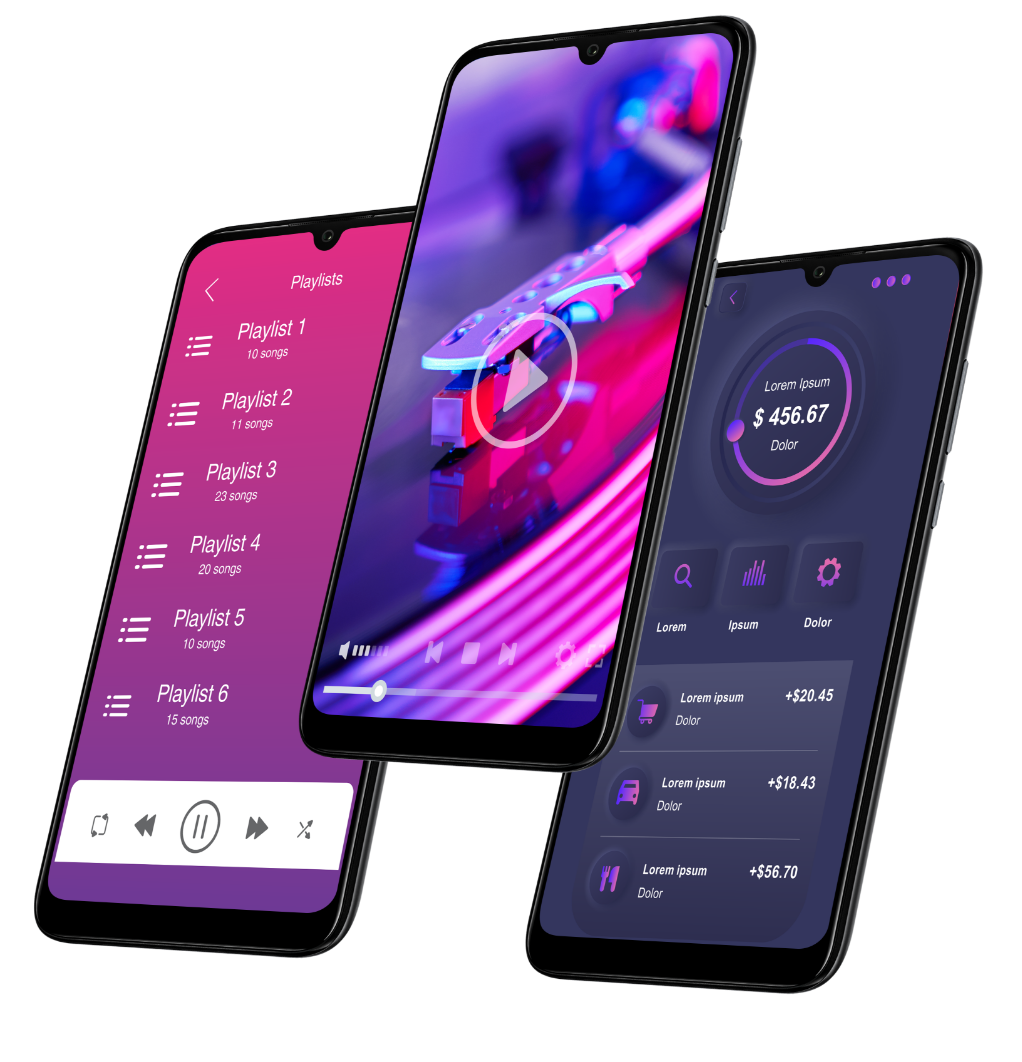 Playlists
Playlist 1
10 songs
Playlist 2
11 songs
Playlist 3
23 songs
Playlist 4
20 songs
Playlist 5
10 songs
Playlist 6
15 songs
Lorem Ipsum
$ 456.67
Dolor
Lorem Ipsum Dolor
Lorem ipsum +$20.45
Dolor
Lorem ipsum +$18.43
Dolor
Lorem ipsum +$56.70
Dolor